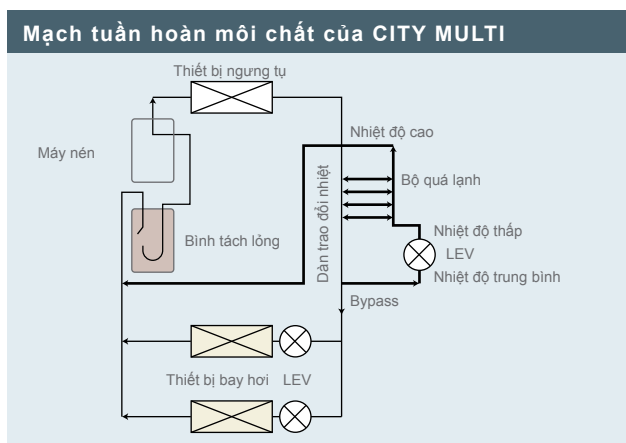 Mạch tuần hoàn môi chất của CITY MULTI
Thiết bị ngưng tụ
Nhiệt độ cao
Máy nén
Bộ quá lạnh
Dàn trao đổi nhiệt
Nhiệt độ thấp
Bình tách lỏng
LEV
Nhiệt độ trung bình
Bypass
Thiết bị bay hơi LEV